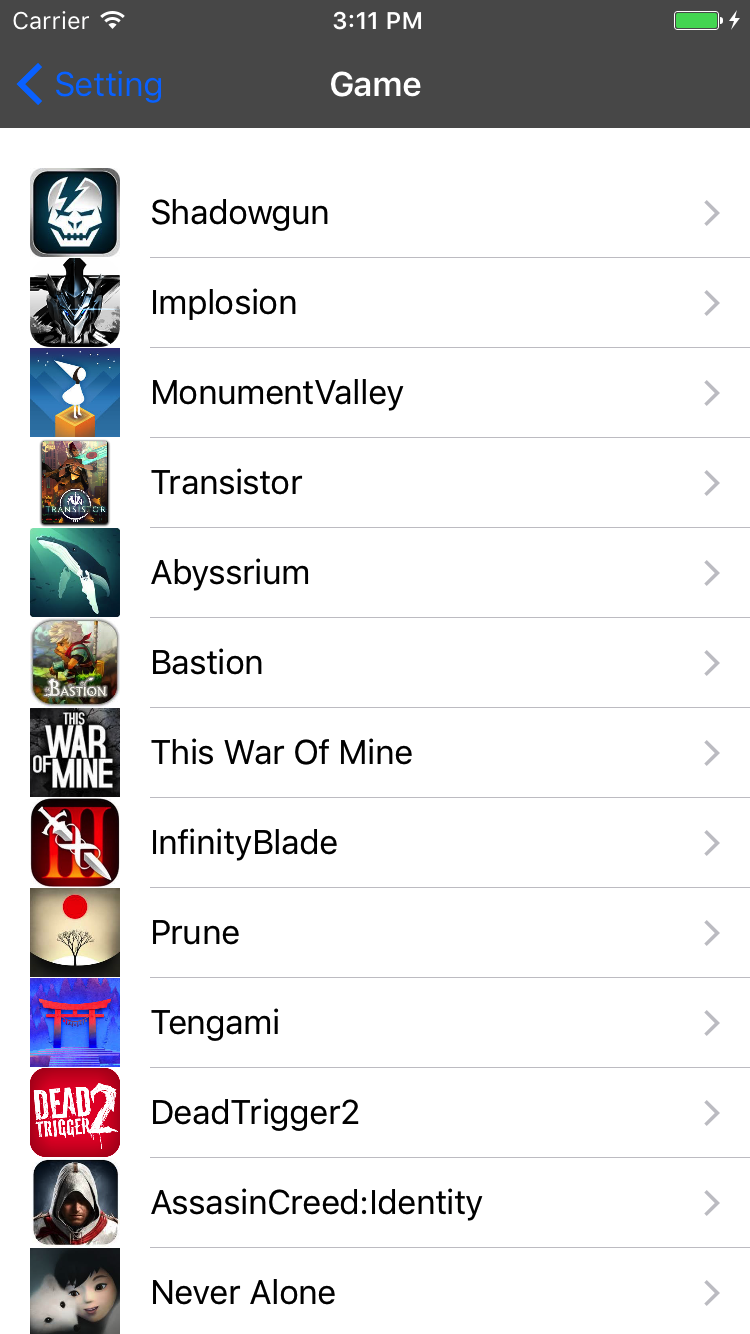 Carrier 3:11 PM
Setting Game
Shadowgun
Implosion
MonumentValley
TRANSISTOR
Transistor
Abyssrium
BASTION
Bastion
THIS
WAR
OF MINE
This War Of Mine
III
InfinityBlade
Prune
Tengami
DEAD 2
TRIGGER
DeadTrigger2
AssasinCreed:Identity
Never Alone